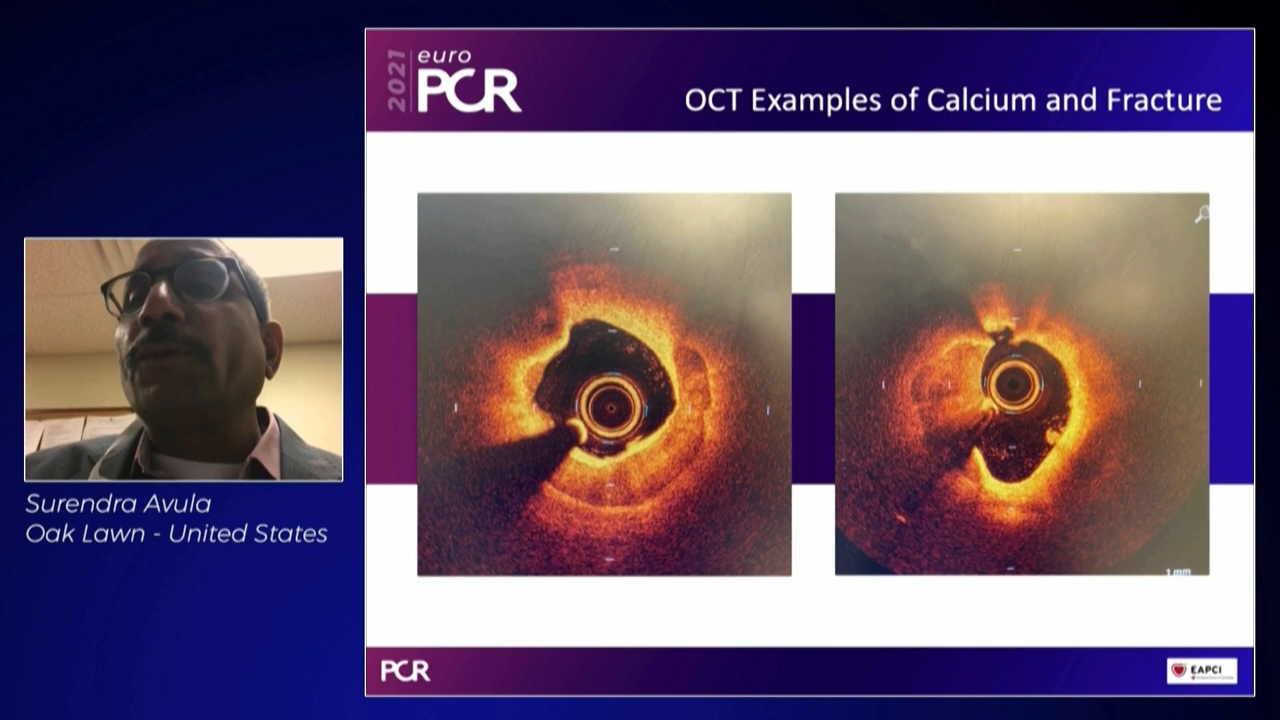 2021
euro
PCR
OCT Examples of Calcium and Fracture
1 mm
Surendra Avula
Oak Lawn - United States
PCR
EAPCI